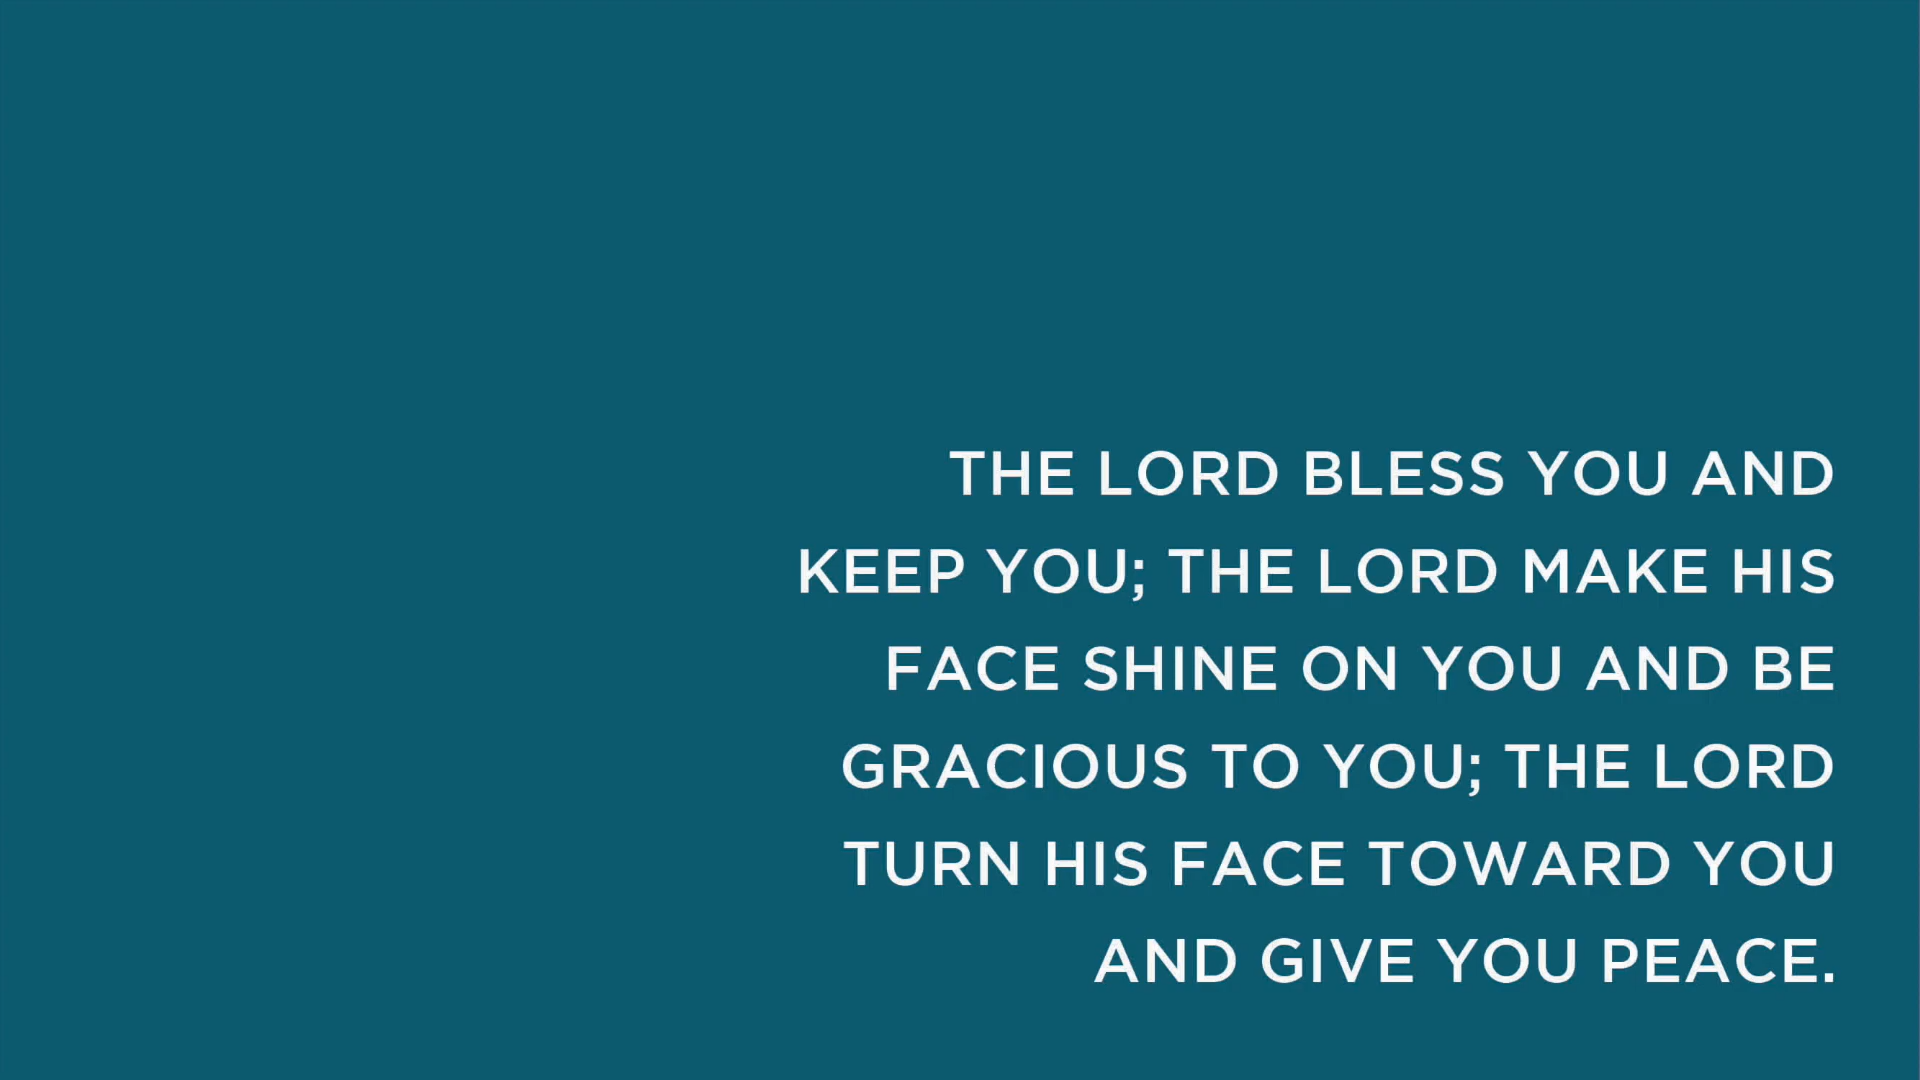 THE LORD BLESS YOU AND
KEEP YOU; THE LORD MAKE HIS
FACE SHINE ON YOU AND BE
GRACIOUS TO YOU; THE LORD
TURN HIS FACE TOWARD YOU
AND GIVE YOU PEACE.